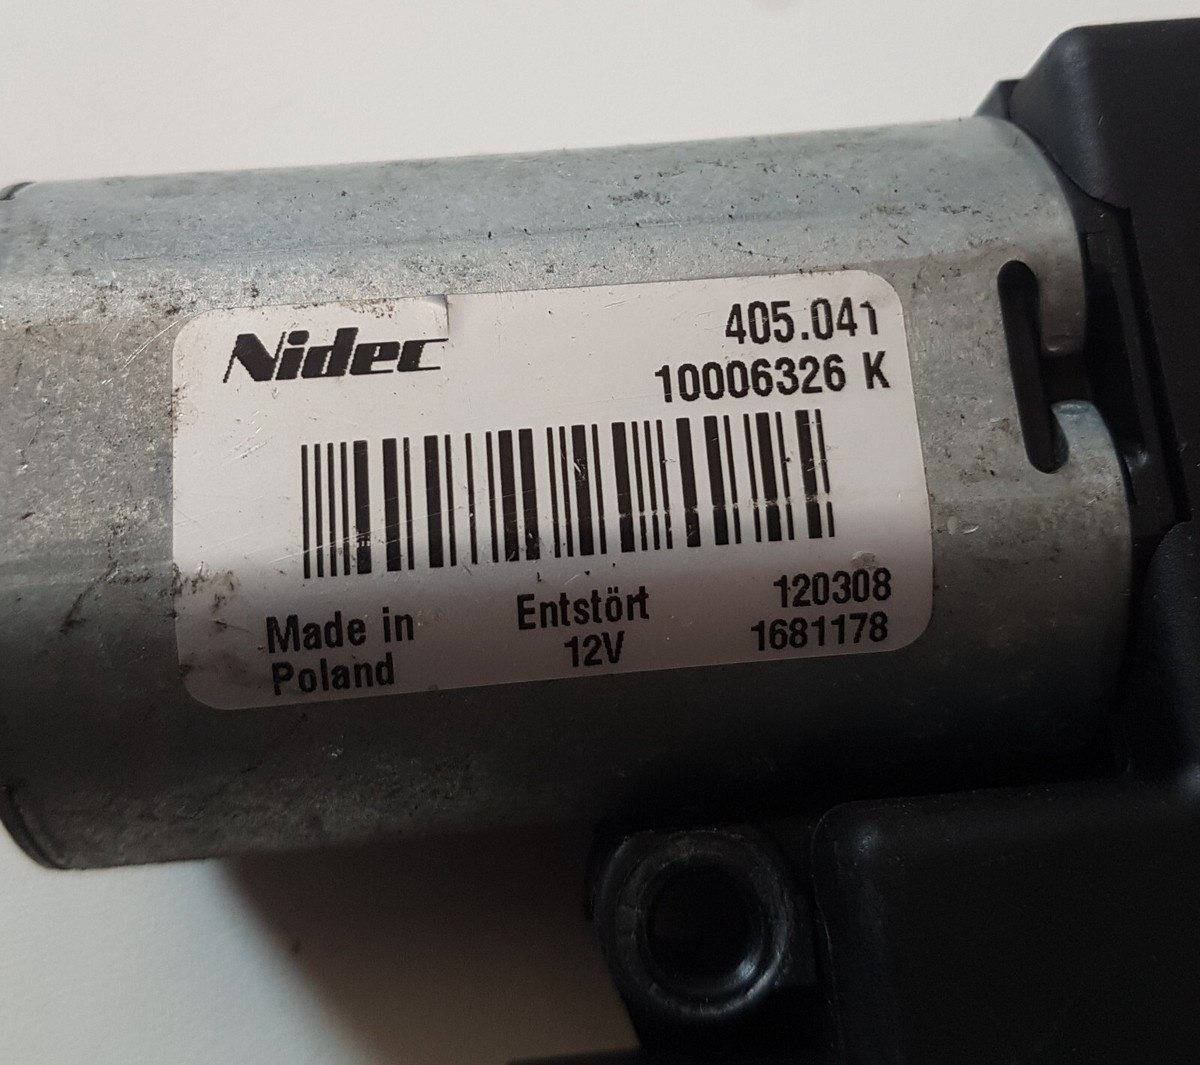 Nidec
405.041
10006326 K
Made in
Poland
Entstört
12V
120308
1681178